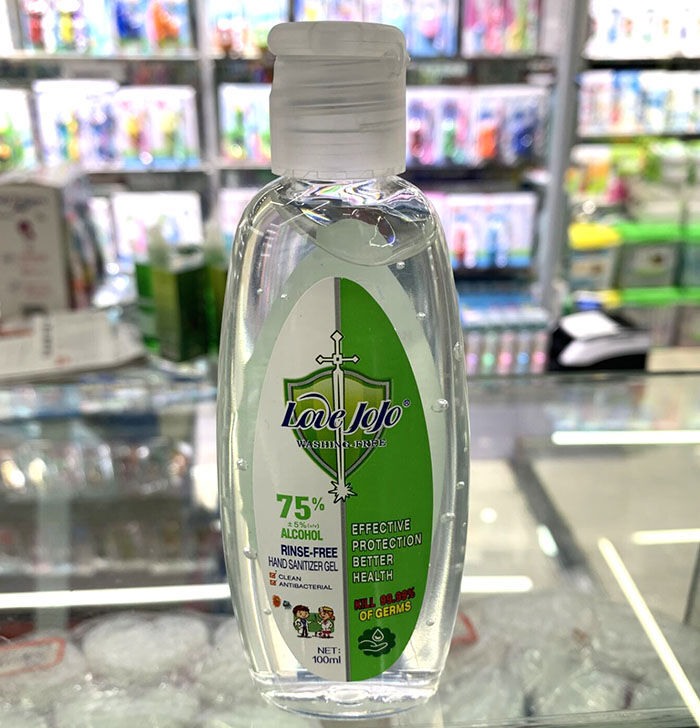 Love JoJo®
WASHING-FREE
75%
±5%(v/v)
ALCOHOL
RINSE-FREE
HAND SANITIZER GEL
CLEAN
ANTIBACTERIAL
NET:
100ml
EFFECTIVE
PROTECTION
BETTER
HEALTH
KILL 99.99%
OF GERMS